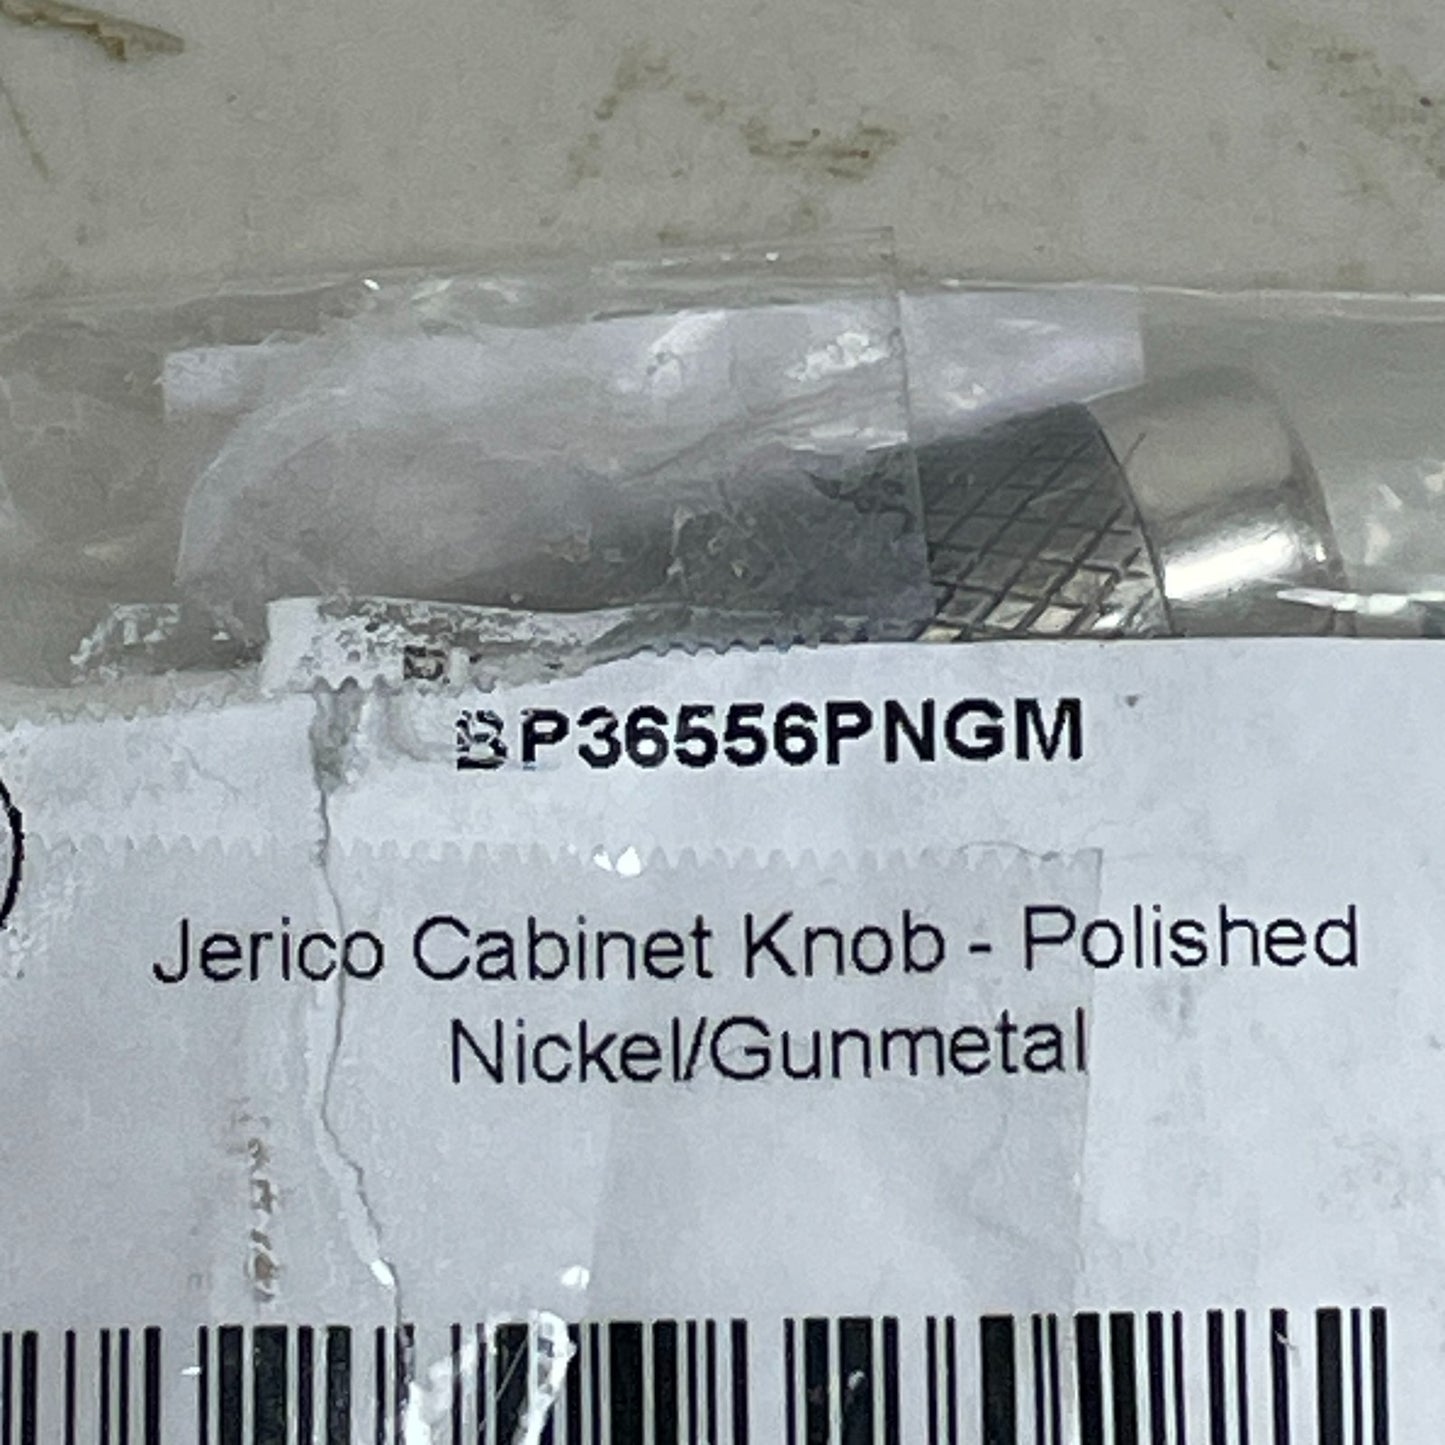 BP36556PNGM
Jerico Cabinet Knob - Polished
Nickel/Gunmetal